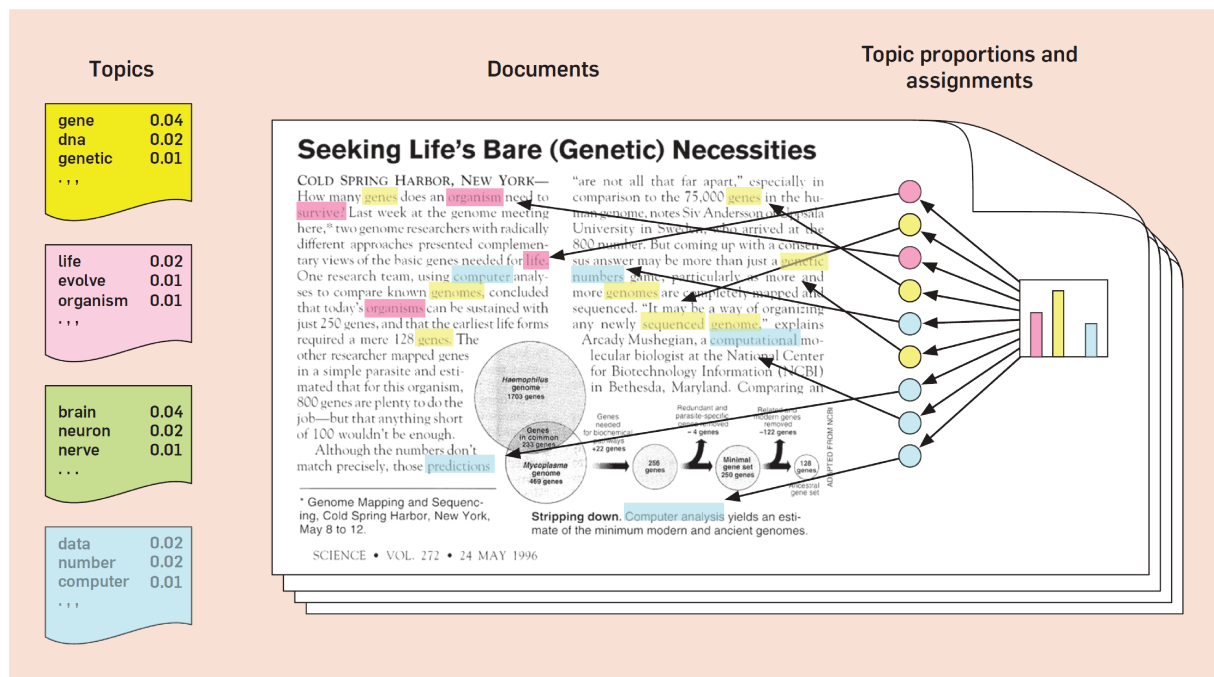 Topics
gene 0.04
dna 0.02
genetic 0.01
. , ,
life 0.02
evolve 0.01
organism 0.01
. , ,
brain 0.04
neuron 0.02
nerve 0.01
. . .
data 0.02
number 0.02
computer 0.01
. , ,
Documents
Topic proportions and
assignments
Seeking Life's Bare (Genetic) Necessities
COLD SPRING HARBOR, NEW YORK—
How many genes does an organism need to
survive? Last week at the genome meeting
here,* two genome researchers with radically
different approaches presented complemen-
tary views of the basic genes needed for life.
One research team, using computer analy-
ses to compare known genomes, concluded
that today's organisms can be sustained with
just 250 genes, and that the earliest life forms
required a mere 128 genes. The
other researcher mapped genes
in a simple parasite and esti-
mated that for this organism,
800 genes are plenty to do the
job—but that anything short
of 100 wouldn't be enough.
Although the numbers don't
match precisely, those predictions
* Genome Mapping and Sequenc-
ing, Cold Spring Harbor, New York,
May 8 to 12.
"are not all that far apart," especially in
comparison to the 75,000 genes in the hu-
man genome, notes Siv Andersson of Uppsala
University in Sweden, who arrived at the
800 number. But coming up with a consen-
sus answer may be more than just a genetic
numbers game, particularly as more and
more genomes are completely mapped and
sequenced. "It may be a way of organizing
any newly sequenced genome," explains
Arcady Mushegian, a computational mo-
lecular biologist at the National Center
for Biotechnology Information (NCBI)
in Bethesda, Maryland. Comparing an
Haemophilus
genome
1703 genes
Genes
in common
233 genes
Mycoplasma
genome
469 genes
Genes
needed
for biochemical
pathways
+22 genes
256
genes
Redundant and
parasite-specific
genes removed
– 4 genes
Minimal
gene set
250 genes
Related and
modern genes
removed
–122 genes
128
genes
Ancestral
gene set
ADAPTED FROM NCBI
Stripping down. Computer analysis yields an esti-
mate of the minimum modern and ancient genomes.
SCIENCE • VOL. 272 • 24 MAY 1996